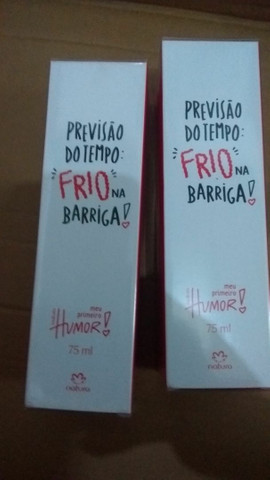 PREVISÃO
DO TEMPO:
"FRIO" NA
BARRIGA!
meu
primeiro
HUMOR!
75 ml
natura
PREVISÃO
DO TEMPO:
"FRIO" NA
BARRIGA!
meu
primeiro
HUMOR!
75 ml
natura